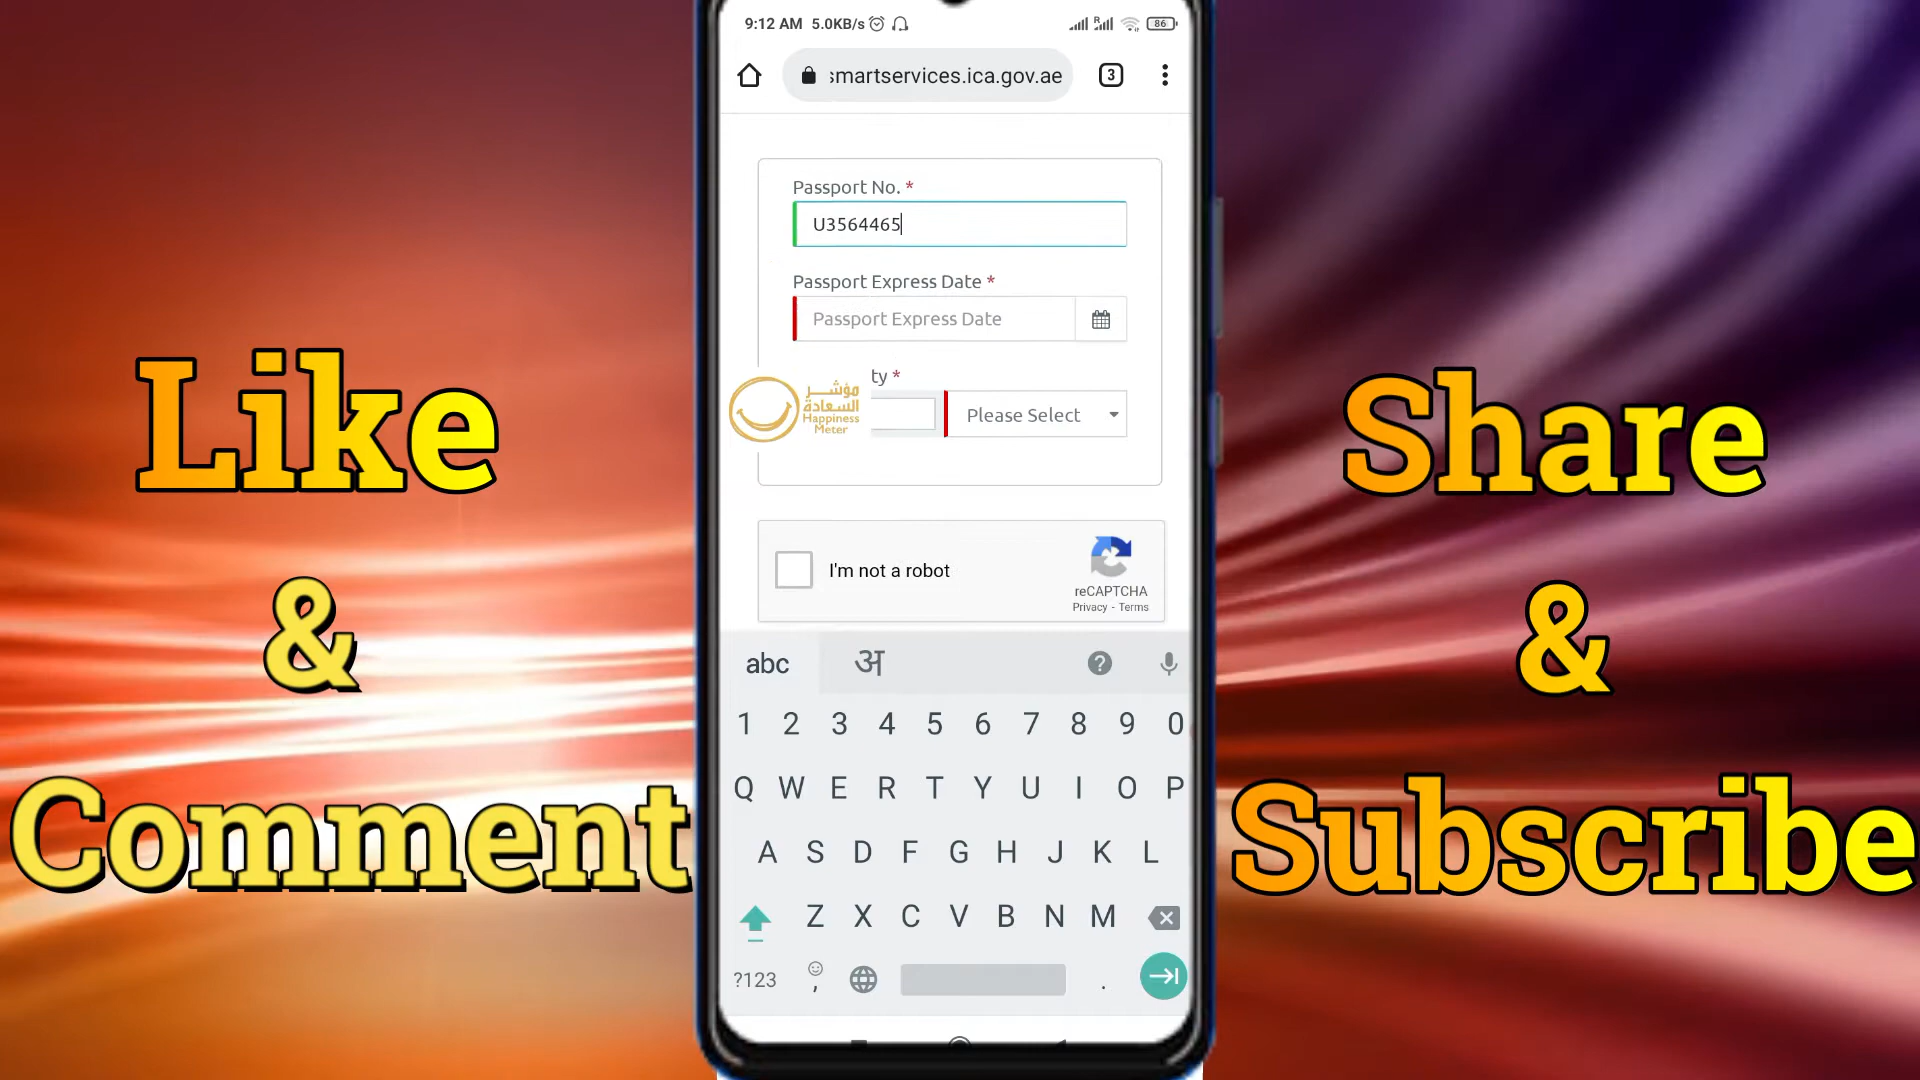 9:12 AM 5.0KB/s
R
86
smartservices.ica.gov.ae
3
Passport No. *
U3564465
Passport Express Date *
Passport Express Date
ty *
مؤشر
السعادة
Happiness
Meter
Please Select
I'm not a robot
reCAPTCHA
Privacy - Terms
abc अ
1 2 3 4 5 6 7 8 9 0
Q W E R T Y U I O P
A S D F G H J K L
Z X C V B N M
?123 , .
Like
&
Comment
Share
&
Subscribe